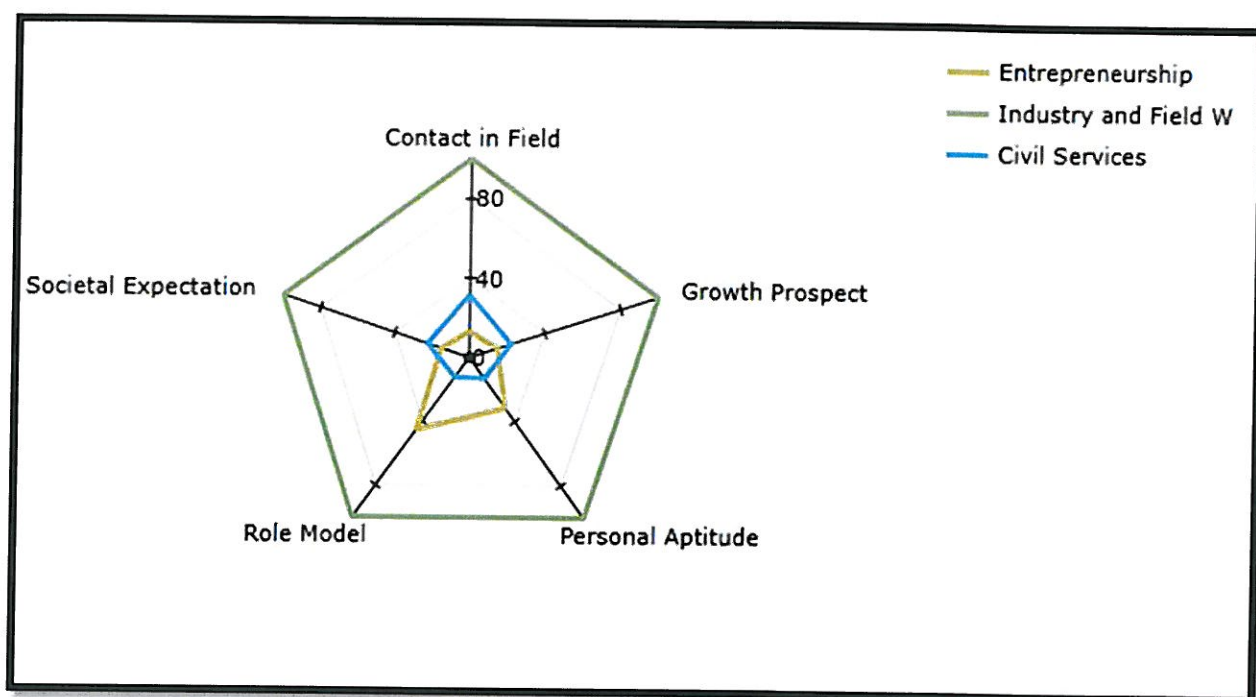 Entrepreneurship
Industry and Field W
Civil Services
Contact in Field
80
40
0
Growth Prospect
Societal Expectation
Role Model
Personal Aptitude